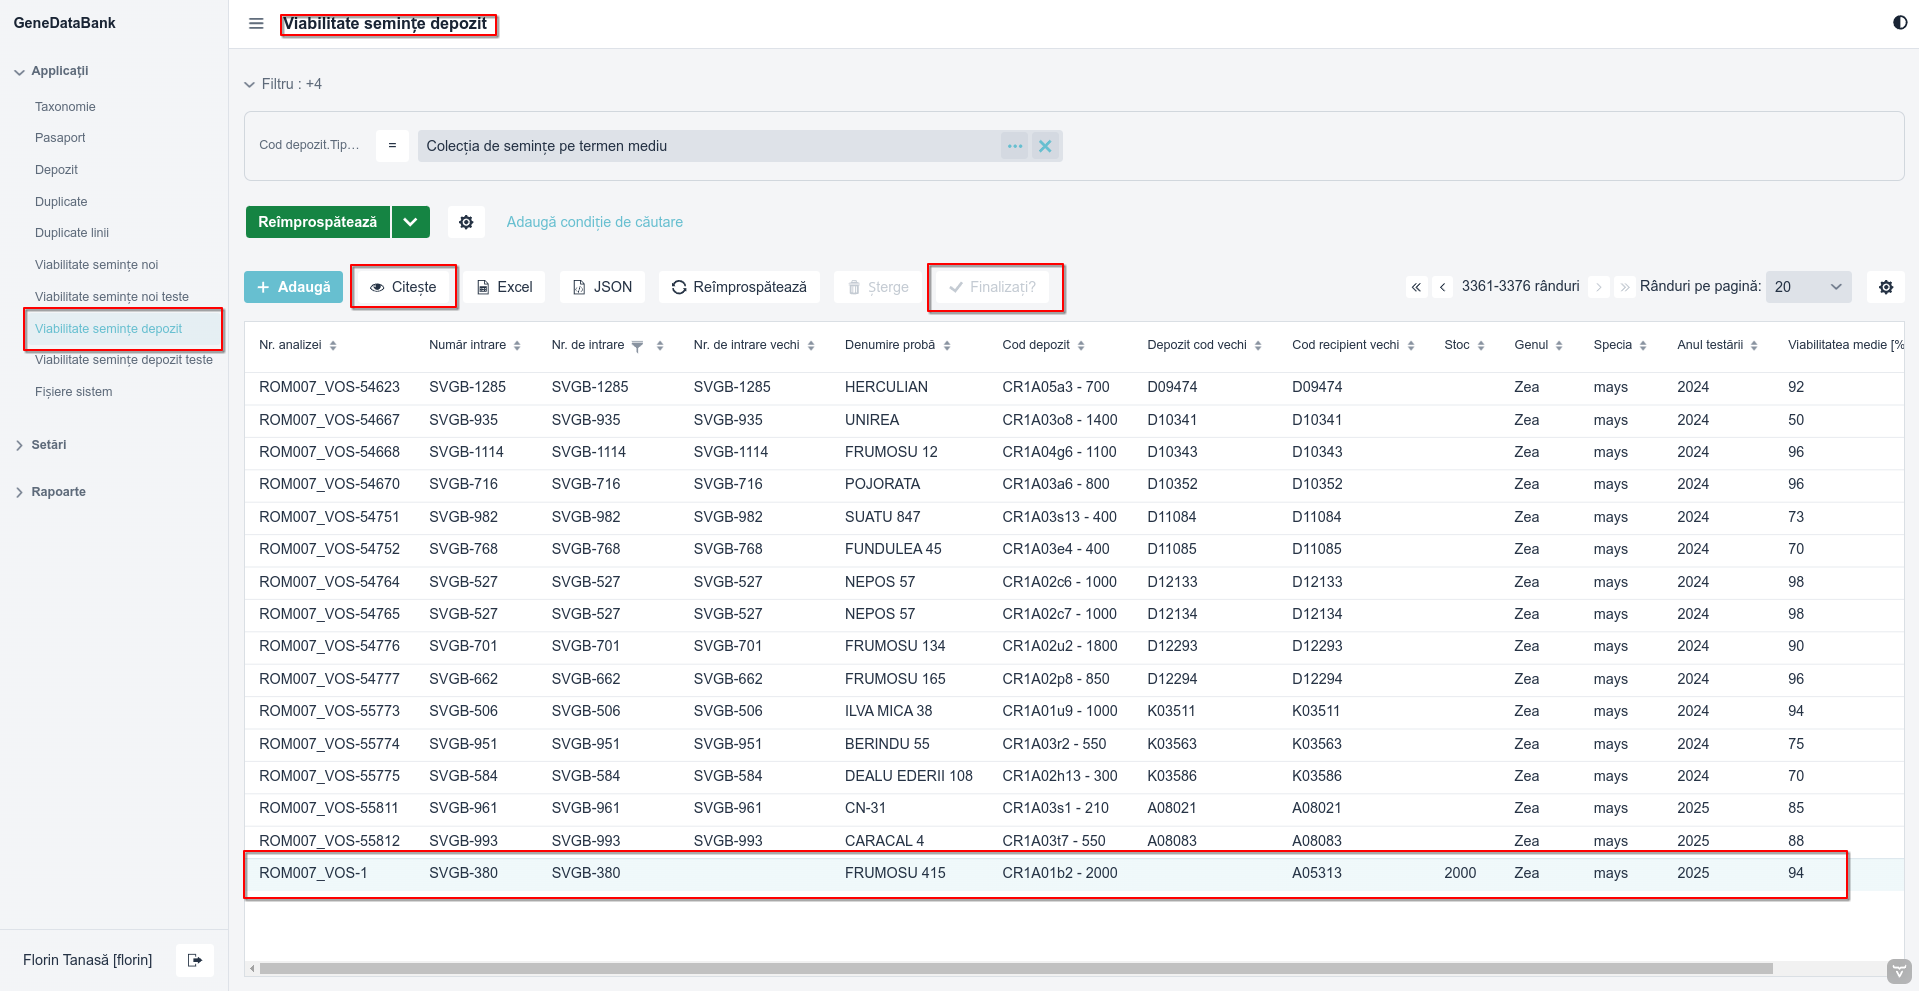 GeneDataBank
Viabilitate semințe depozit
Applicații
Taxonomie
Pasaport
Depozit
Duplicate
Duplicate linii
Viabilitate semințe noi
Viabilitate semințe noi teste
Viabilitate semințe depozit
Viabilitate semințe depozit teste
Fișiere sistem
Setări
Rapoarte
Florin Tanasă [florin]
Filtru : +4
Cod depozit.Tip... = Colecția de semințe pe termen mediu
Reîmprospătează Adaugă condiție de căutare
+ Adaugă Citește Excel JSON Reîmprospătează Șterge Finalizați? 3361-3376 rânduri Rânduri pe pagină: 20
Nr. analizei Număr intrare Nr. de intrare Nr. de intrare vechi Denumire probă Cod depozit Depozit cod vechi Cod recipient vechi Stoc Genul Specia Anul testării Viabilitatea medie [%
ROM007_VOS-54623 SVGB-1285 SVGB-1285 SVGB-1285 HERCULIAN CR1A05a3 - 700 D09474 D09474 Zea mays 2024 92
ROM007_VOS-54667 SVGB-935 SVGB-935 SVGB-935 UNIREA CR1A03o8 - 1400 D10341 D10341 Zea mays 2024 50
ROM007_VOS-54668 SVGB-1114 SVGB-1114 SVGB-1114 FRUMOSU 12 CR1A04g6 - 1100 D10343 D10343 Zea mays 2024 96
ROM007_VOS-54670 SVGB-716 SVGB-716 SVGB-716 POJORATA CR1A03a6 - 800 D10352 D10352 Zea mays 2024 96
ROM007_VOS-54751 SVGB-982 SVGB-982 SVGB-982 SUATU 847 CR1A03s13 - 400 D11084 D11084 Zea mays 2024 73
ROM007_VOS-54752 SVGB-768 SVGB-768 SVGB-768 FUNDULEA 45 CR1A03e4 - 400 D11085 D11085 Zea mays 2024 70
ROM007_VOS-54764 SVGB-527 SVGB-527 SVGB-527 NEPOS 57 CR1A02c6 - 1000 D12133 D12133 Zea mays 2024 98
ROM007_VOS-54765 SVGB-527 SVGB-527 SVGB-527 NEPOS 57 CR1A02c7 - 1000 D12134 D12134 Zea mays 2024 98
ROM007_VOS-54776 SVGB-701 SVGB-701 SVGB-701 FRUMOSU 134 CR1A02u2 - 1800 D12293 D12293 Zea mays 2024 90
ROM007_VOS-54777 SVGB-662 SVGB-662 SVGB-662 FRUMOSU 165 CR1A02p8 - 850 D12294 D12294 Zea mays 2024 96
ROM007_VOS-55773 SVGB-506 SVGB-506 SVGB-506 ILVA MICA 38 CR1A01u9 - 1000 K03511 K03511 Zea mays 2024 94
ROM007_VOS-55774 SVGB-951 SVGB-951 SVGB-951 BERINDU 55 CR1A03r2 - 550 K03563 K03563 Zea mays 2024 75
ROM007_VOS-55775 SVGB-584 SVGB-584 SVGB-584 DEALU EDERII 108 CR1A02h13 - 300 K03586 K03586 Zea mays 2024 70
ROM007_VOS-55811 SVGB-961 SVGB-961 SVGB-961 CN-31 CR1A03s1 - 210 A08021 A08021 Zea mays 2025 85
ROM007_VOS-55812 SVGB-993 SVGB-993 SVGB-993 CARACAL 4 CR1A03t7 - 550 A08083 A08083 Zea mays 2025 88
ROM007_VOS-1 SVGB-380 SVGB-380 FRUMOSU 415 CR1A01b2 - 2000 A05313 2000 Zea mays 2025 94